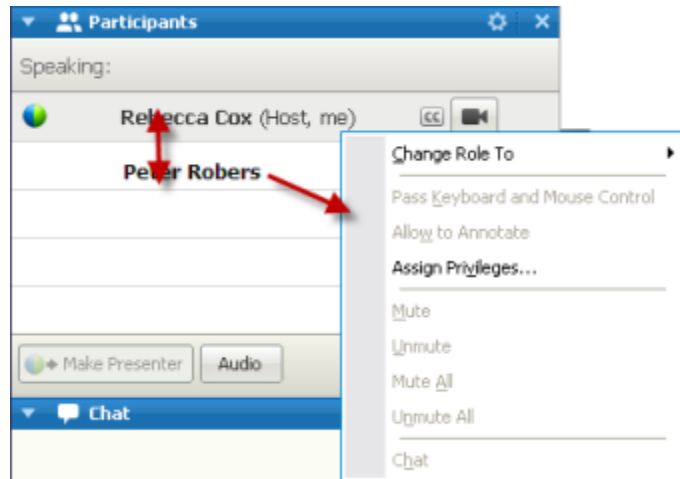 Participants
Speaking:
Rebecca Cox (Host, me) CC
Peter Robers
Change Role To
Pass Keyboard and Mouse Control
Allow to Annotate
Assign Privileges...
Mute
Unmute
Mute All
Unmute All
Chat
Make Presenter Audio
Chat